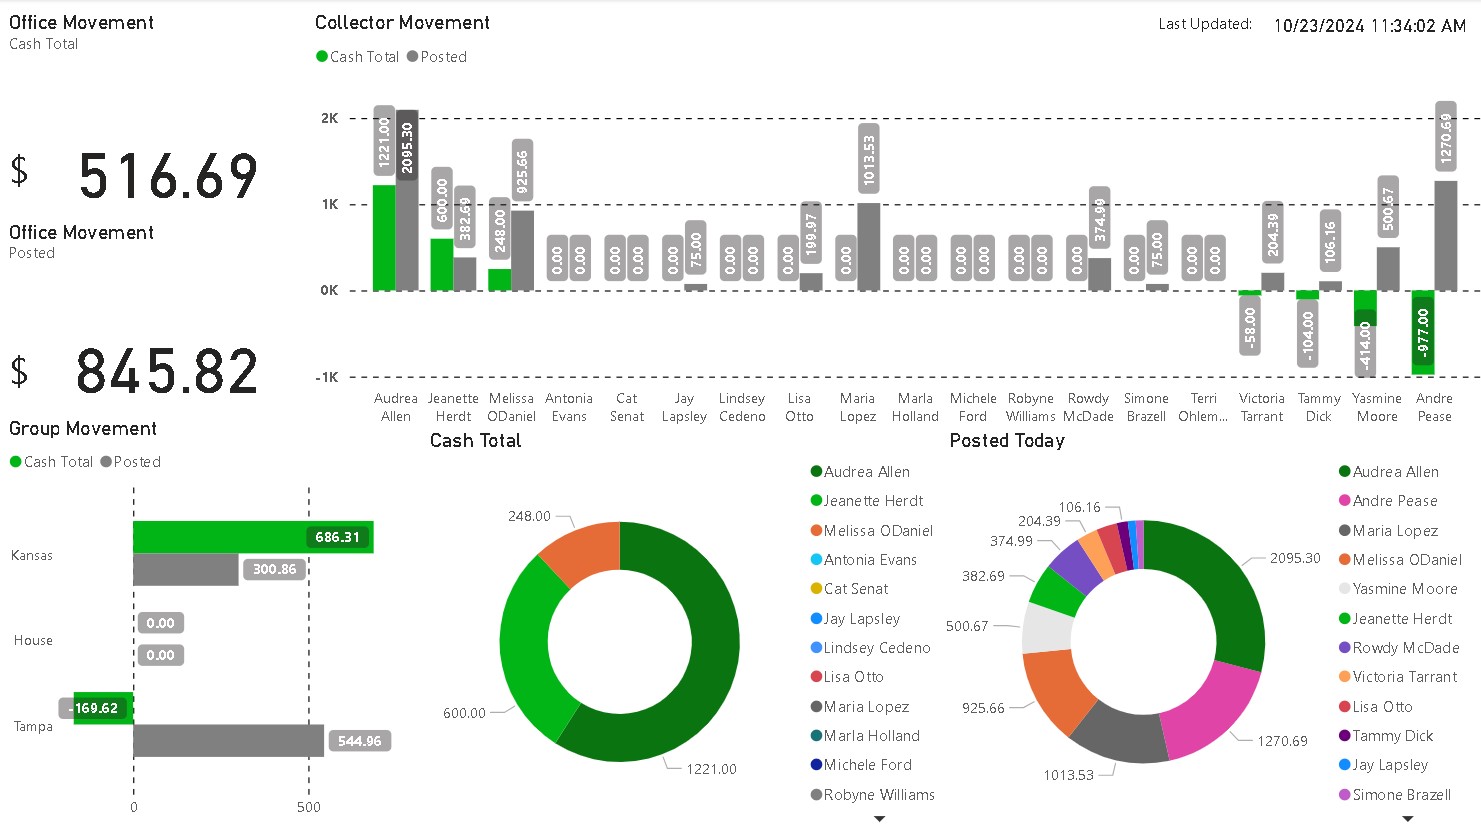 Office Movement
Cash Total
$ 516.69
Office Movement
Posted
$ 845.82
Collector Movement
Cash Total Posted
Last Updated: 10/23/2024 11:34:02 AM
2K
1K
0K
-1K
1221.00 2095.30
600.00 382.69
248.00 925.66
0.00 0.00
0.00 0.00
0.00 75.00
0.00 0.00
0.00 199.97
0.00 1013.53
0.00 0.00
0.00 0.00
0.00 0.00
0.00 374.99
0.00 75.00
0.00 0.00
-58.00 204.39
-104.00 106.16
-414.00 500.67
-977.00 1270.69
Audrea Allen
Jeanette Herdt
Melissa ODaniel
Antonia Evans
Cat Senat
Jay Lapsley
Lindsey Cedeno
Lisa Otto
Maria Lopez
Marla Holland
Michele Ford
Robyne Williams
Rowdy McDade
Simone Brazell
Terri Ohlem...
Victoria Tarrant
Tammy Dick
Yasmine Moore
Andre Pease
Group Movement
Cash Total Posted
Kansas
686.31
300.86
House
0.00
0.00
Tampa
-169.62
544.96
0 500
Cash Total
248.00
600.00
1221.00
Audrea Allen
Jeanette Herdt
Melissa ODaniel
Antonia Evans
Cat Senat
Jay Lapsley
Lindsey Cedeno
Lisa Otto
Maria Lopez
Marla Holland
Michele Ford
Robyne Williams
Posted Today
106.16
204.39
374.99
382.69
500.67
925.66
1013.53
1270.69
2095.30
Audrea Allen
Andre Pease
Maria Lopez
Melissa ODaniel
Yasmine Moore
Jeanette Herdt
Rowdy McDade
Victoria Tarrant
Lisa Otto
Tammy Dick
Jay Lapsley
Simone Brazell